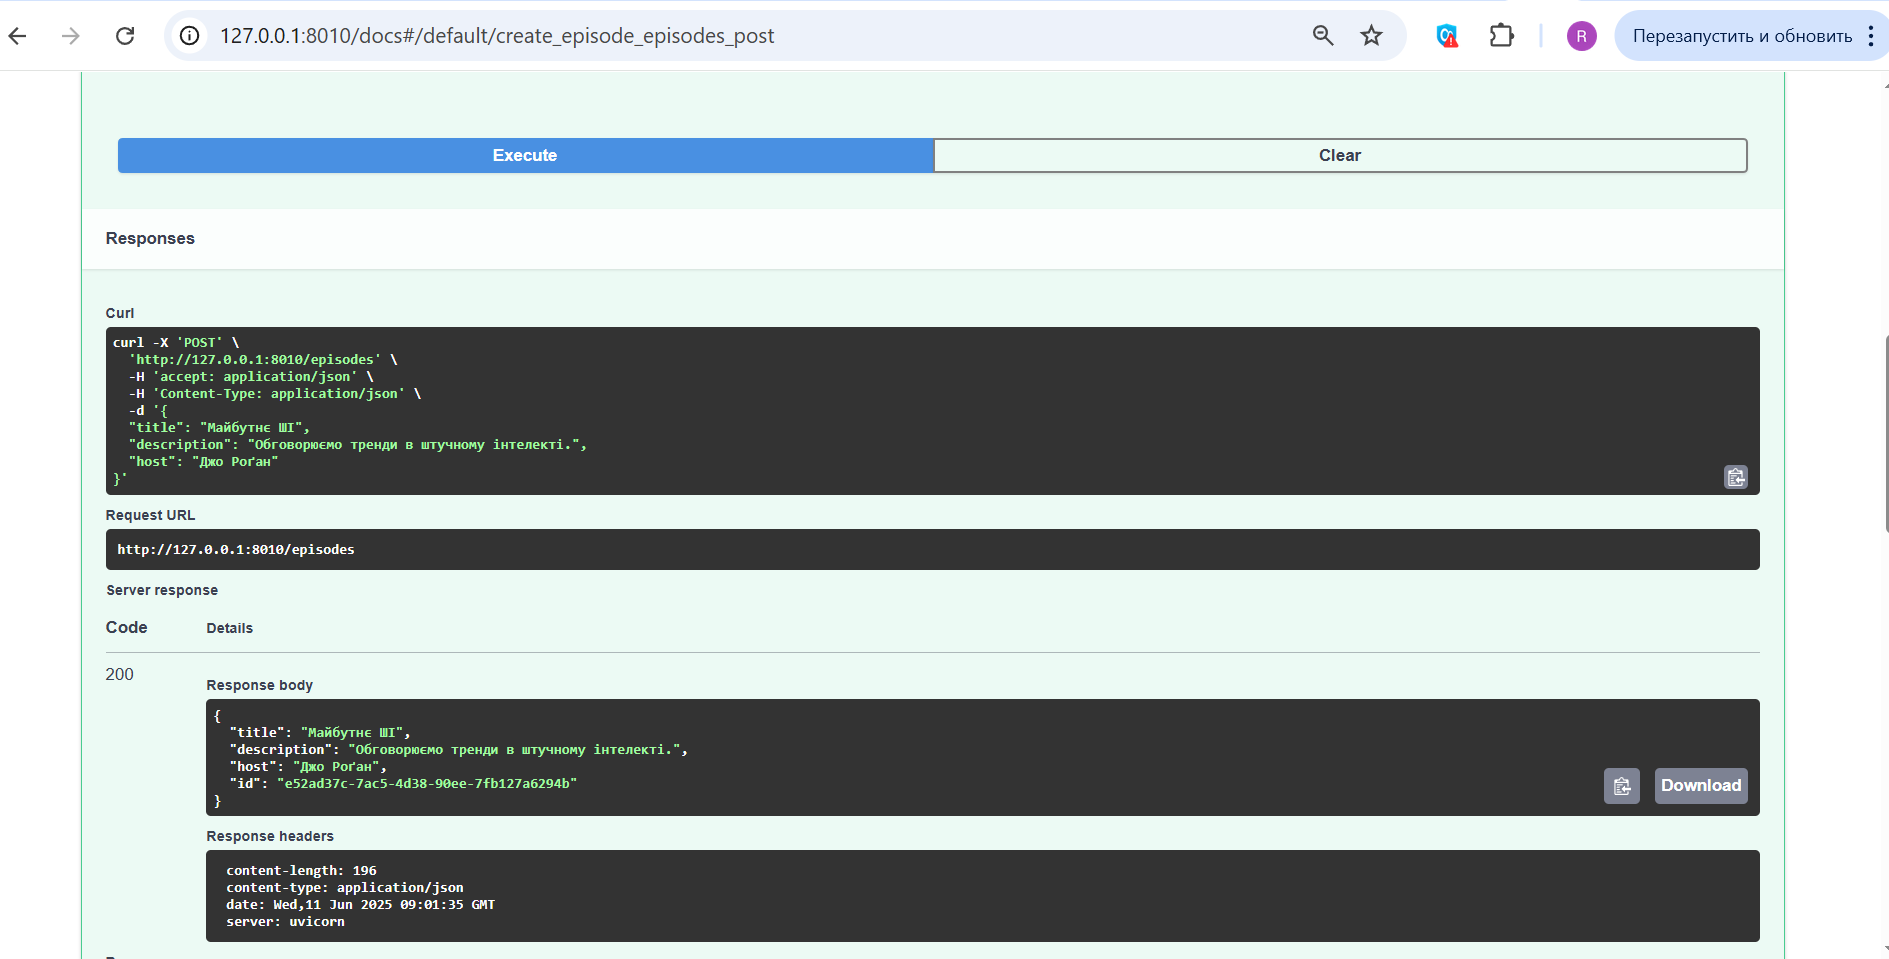 127.0.0.1:8010/docs#/default/create_episode_episodes_post
R
Перезапустить и обновить
Execute
Clear
Responses
Curl
curl -X 'POST' \
'http://127.0.0.1:8010/episodes' \
-H 'accept: application/json' \
-H 'Content-Type: application/json' \
-d '{
"title": "Майбутнє ШІ",
"description": "Обговорюємо тренди в штучному інтелекті.",
"host": "Джо Роґан"
}'
Request URL
http://127.0.0.1:8010/episodes
Server response
Code
Details
200
Response body
{
"title": "Майбутнє ШІ",
"description": "Обговорюємо тренди в штучному інтелекті.",
"host": "Джо Роґан",
"id": "e52ad37c-7ac5-4d38-90ee-7fb127a6294b"
}
Download
Response headers
content-length: 196
content-type: application/json
date: Wed,11 Jun 2025 09:01:35 GMT
server: uvicorn